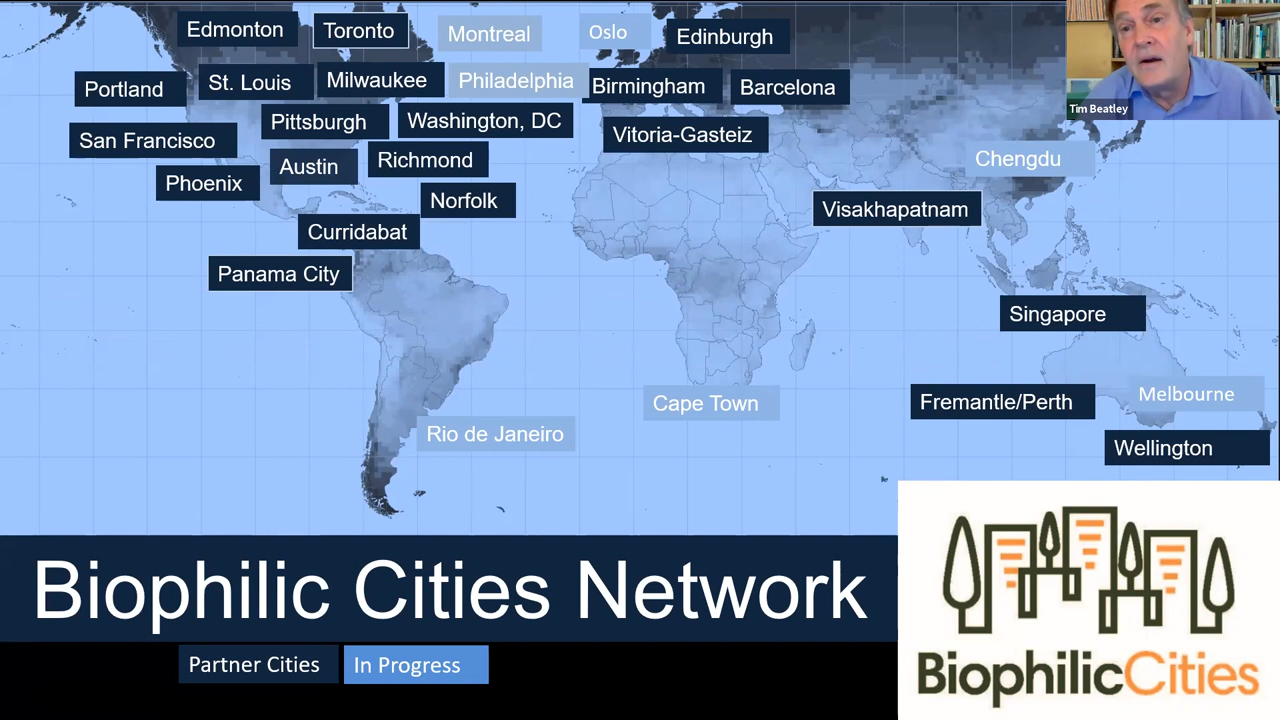 Edmonton
Toronto
Montreal
Oslo
Edinburgh
Tim Beatley
Portland
St. Louis
Milwaukee
Philadelphia
Birmingham
Barcelona
Pittsburgh
Washington, DC
Vitoria-Gasteiz
San Francisco
Austin
Richmond
Chengdu
Phoenix
Norfolk
Visakhapatnam
Curridabat
Panama City
Singapore
Cape Town
Fremantle/Perth
Melbourne
Rio de Janeiro
Wellington
Biophilic Cities Network
Partner Cities
In Progress
BiophilicCities